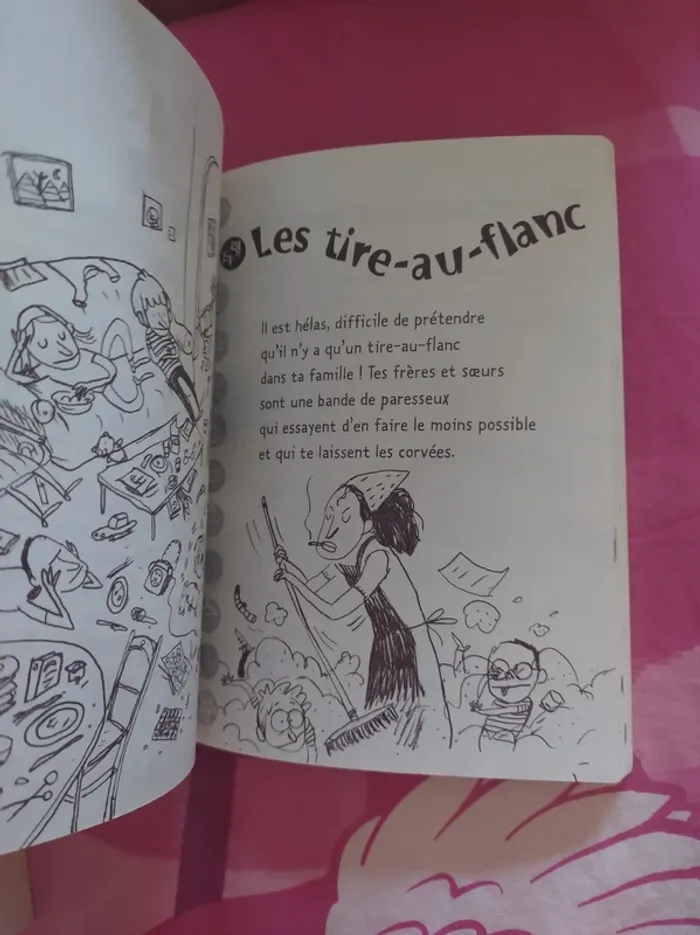 Les tire-au-flanc
Il est hélas, difficile de prétendre
qu'il n'y a qu'un tire-au-flanc
dans ta famille ! Tes frères et sœurs
sont une bande de paresseux
qui essayent d'en faire le moins possible
et qui te laissent les corvées.